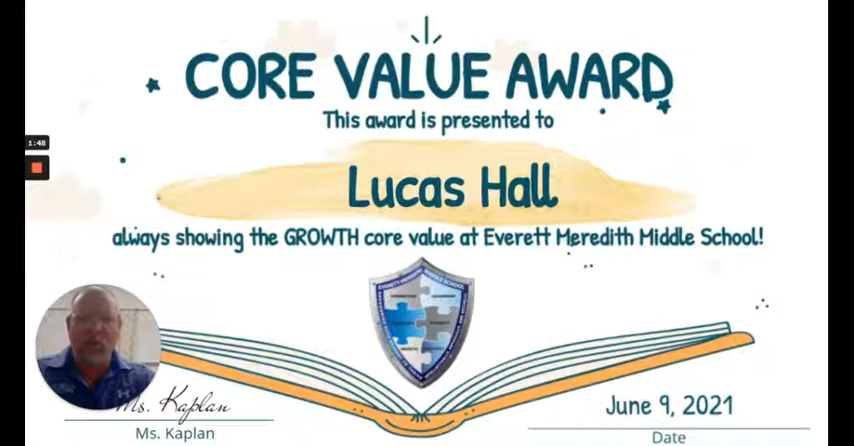 CORE VALUE AWARD
This award is presented to
1:48
Lucas Hall
always showing the GROWTH core value at Everett Meredith Middle School!
Ms. Kaplan
June 9, 2021
Ms. Kaplan
Date